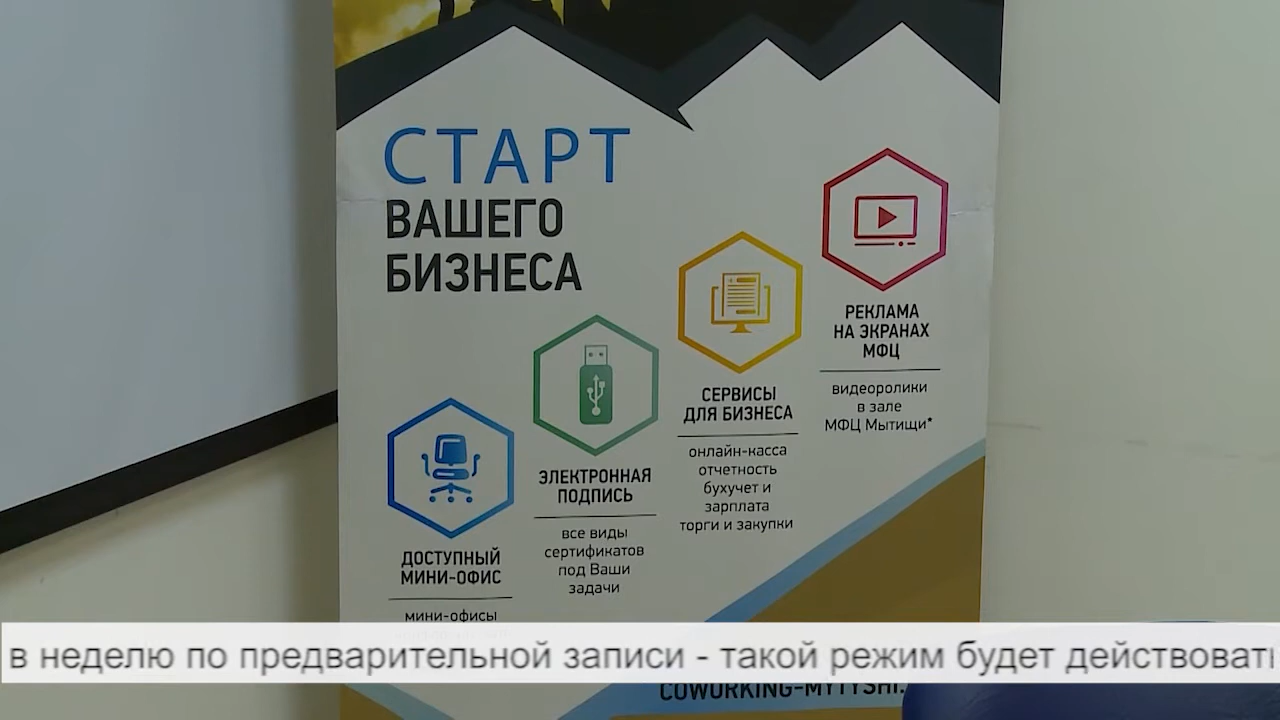 СТАРТ
ВАШЕГО
БИЗНЕСА
ДОСТУПНЫЙ
МИНИ-ОФИС
мини-офисы
ЭЛЕКТРОННАЯ
ПОДПИСЬ
все виды
сертификатов
под Ваши
задачи
СЕРВИСЫ
ДЛЯ БИЗНЕСА
онлайн-касса
отчетность
бухучет и
зарплата
торги и закупки
РЕКЛАМА
НА ЭКРАНАХ
МФЦ
видеоролики
в зале
МФЦ Мытищи*
в неделю по предварительной записи - такой режим будет действовать
COWORKING-MYTYSHI.